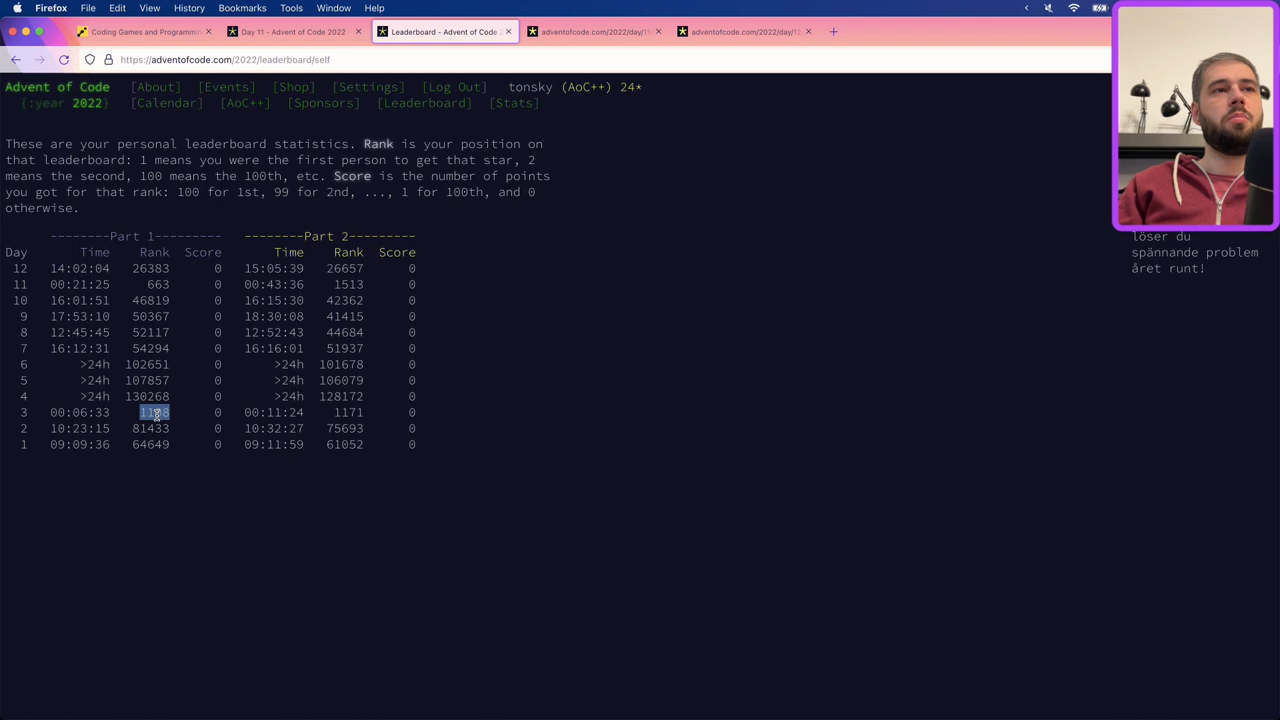 Firefox File Edit View History Bookmarks Tools Window Help
Coding Games and Programmin
Day 11 - Advent of Code 2022
Leaderboard - Advent of Code
adventofcode.com/2022/day/11
adventofcode.com/2022/day/12
https://adventofcode.com/2022/leaderboard/self
Advent of Code [About] [Events] [Shop] [Settings] [Log Out] tonsky (AoC++) 24*
{:year 2022} [Calendar] [AoC++] [Sponsors] [Leaderboard] [Stats]
These are your personal leaderboard statistics. Rank is your position on
that leaderboard: 1 means you were the first person to get that star, 2
means the second, 100 means the 100th, etc. Score is the number of points
you got for that rank: 100 for 1st, 99 for 2nd, ..., 1 for 100th, and 0
otherwise.
--------Part 1--------- --------Part 2---------
Day Time Rank Score Time Rank Score
12 14:02:04 26383 0 15:05:39 26657 0
11 00:21:25 663 0 00:43:36 1513 0
10 16:01:51 46819 0 16:15:30 42362 0
9 17:53:10 50367 0 18:30:08 41415 0
8 12:45:45 52117 0 12:52:43 44684 0
7 16:12:31 54294 0 16:16:01 51937 0
6 >24h 102651 0 >24h 101678 0
5 >24h 107857 0 >24h 106079 0
4 >24h 130268 0 >24h 128172 0
3 00:06:33 0 00:11:24 1171 0
2 10:23:15 81433 0 10:32:27 75693 0
1 09:09:36 64649 0 09:11:59 61052 0
löser du
spännande problem
året runt!